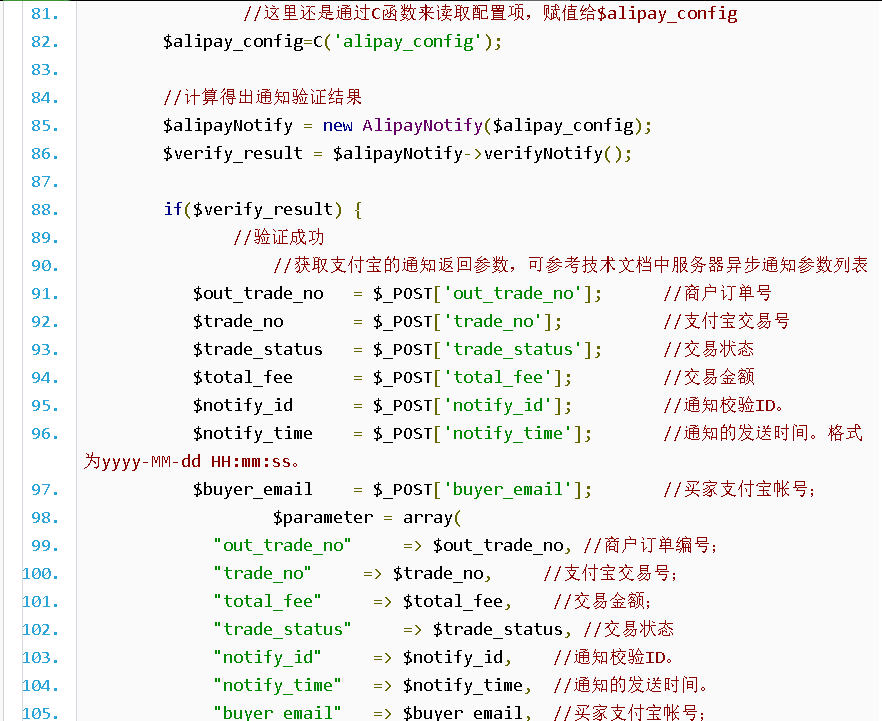 81. //这里还是通过C函数来读取配置项，赋值给$alipay_config
82. $alipay_config=C('alipay_config');
83.
84. //计算得出通知验证结果
85. $alipayNotify = new AlipayNotify($alipay_config);
86. $verify_result = $alipayNotify->verifyNotify();
87.
88. if($verify_result) {
89. //验证成功
90. //获取支付宝的通知返回参数，可参考技术文档中服务器异步通知参数列表
91. $out_trade_no   = $_POST['out_trade_no'];      //商户订单号
92. $trade_no       = $_POST['trade_no'];          //支付宝交易号
93. $trade_status   = $_POST['trade_status'];      //交易状态
94. $total_fee      = $_POST['total_fee'];         //交易金额
95. $notify_id      = $_POST['notify_id'];         //通知校验ID。
96. $notify_time    = $_POST['notify_time'];       //通知的发送时间。格式
为yyyy-MM-dd HH:mm:ss。
97. $buyer_email    = $_POST['buyer_email'];       //买家支付宝帐号；
98. $parameter = array(
99. "out_trade_no"     => $out_trade_no, //商户订单编号；
100. "trade_no"     => $trade_no,     //支付宝交易号；
101. "total_fee"     => $total_fee,    //交易金额；
102. "trade_status"     => $trade_status, //交易状态
103. "notify_id"     => $notify_id,    //通知校验ID。
104. "notify_time"   => $notify_time,  //通知的发送时间。
105. "buyer_email"   => $buyer_email,  //买家支付宝帐号；